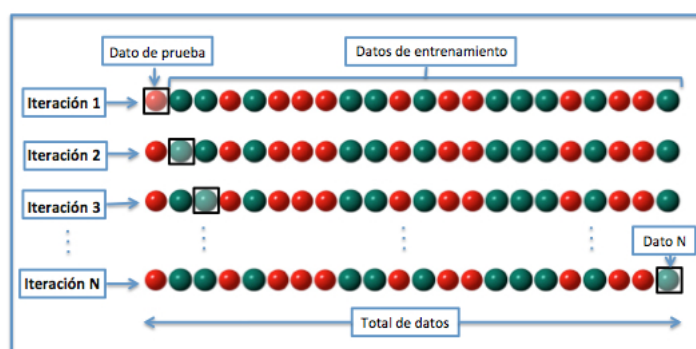 Dato de prueba
Datos de entrenamiento
Iteración 1
Iteración 2
Iteración 3
Dato N
Iteración N
Total de datos